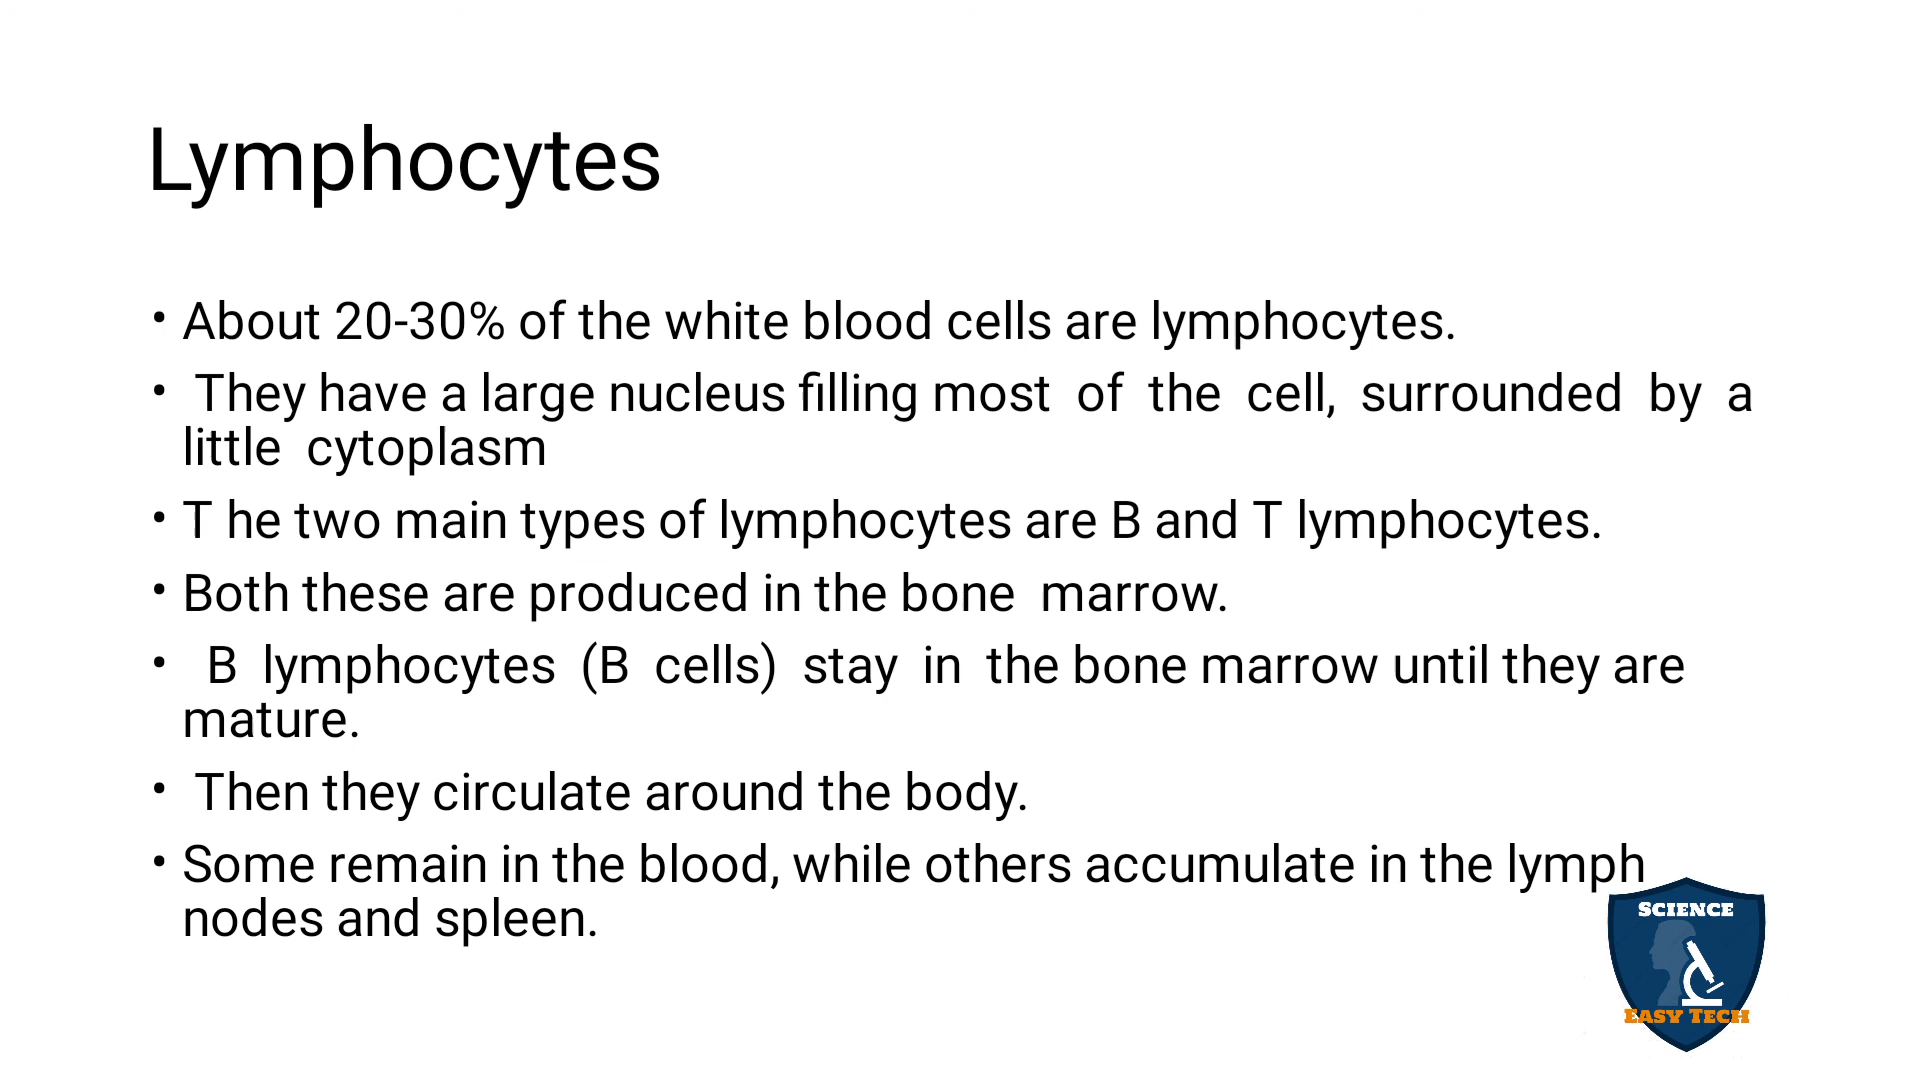 Lymphocytes
• About 20-30% of the white blood cells are lymphocytes.
• They have a large nucleus filling most of the cell, surrounded by a
little cytoplasm
• T he two main types of lymphocytes are B and T lymphocytes.
• Both these are produced in the bone marrow.
• B lymphocytes (B cells) stay in the bone marrow until they are
mature.
• Then they circulate around the body.
• Some remain in the blood, while others accumulate in the lymph
nodes and spleen.
SCIENCE
EASY TECH